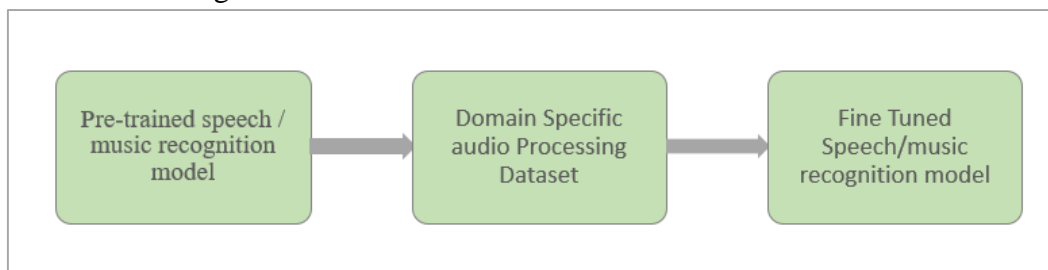 Pre-trained speech /
music recognition
model
Domain Specific
audio Processing
Dataset
Fine Tuned
Speech/music
recognition model